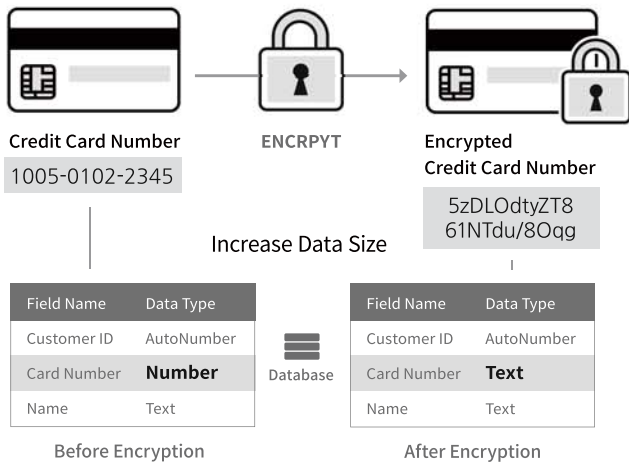 Credit Card Number
1005-0102-2345
ENCRPYT
Encrypted
Credit Card Number
5zDLOdtyZT8
61NTdu/8Oqg
Increase Data Size
Field Name Data Type
Customer ID AutoNumber
Card Number Number
Name Text
Before Encryption
Database
Field Name Data Type
Customer ID AutoNumber
Card Number Text
Name Text
After Encryption